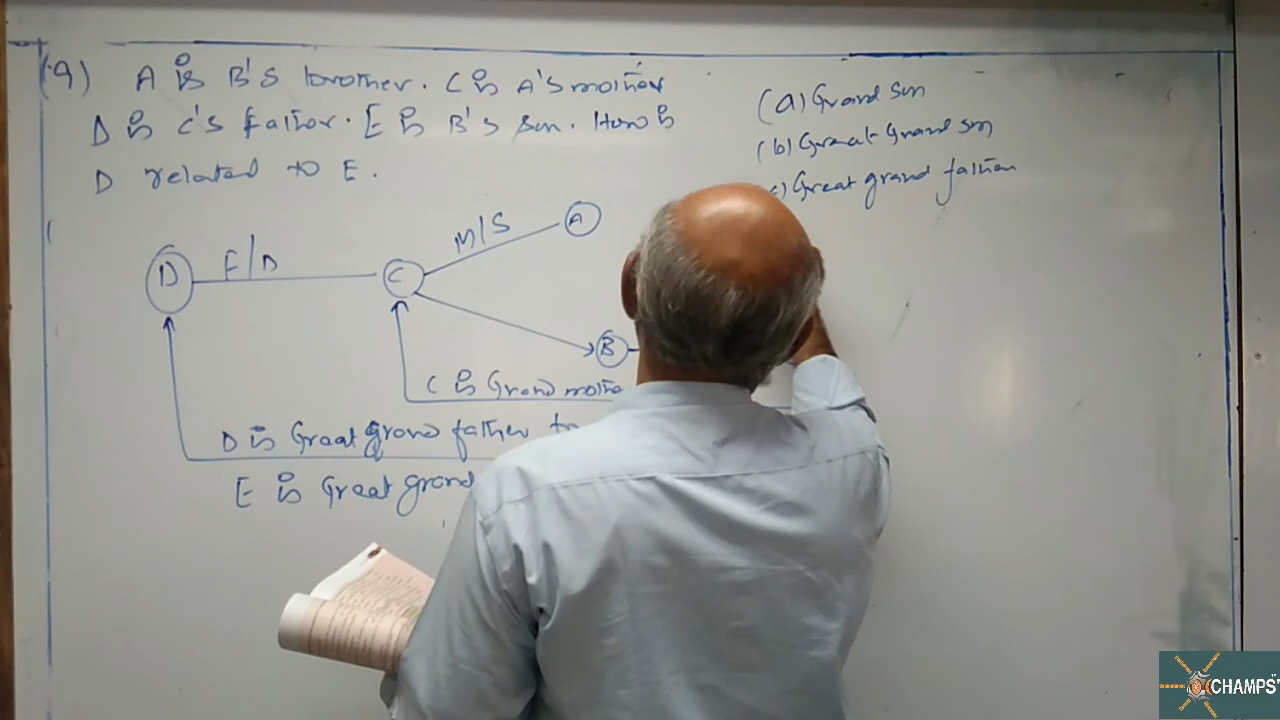 (9) A is B'S brother. C is A'S mother
D is C'S father. E is B'S son. How is
D related to E.
(a) Grand son
(b) Great Grand son
c) Great grand father
D
F/D
C
M/S
A
B
C is Grand mothe
D is Great grand father to
E is Great grand
CHAMPS